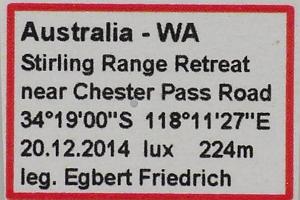 Australia - WA
Stirling Range Retreat
near Chester Pass Road
34°19'00"S 118°11'27"E
20.12.2014 lux 224m
leg. Egbert Friedrich